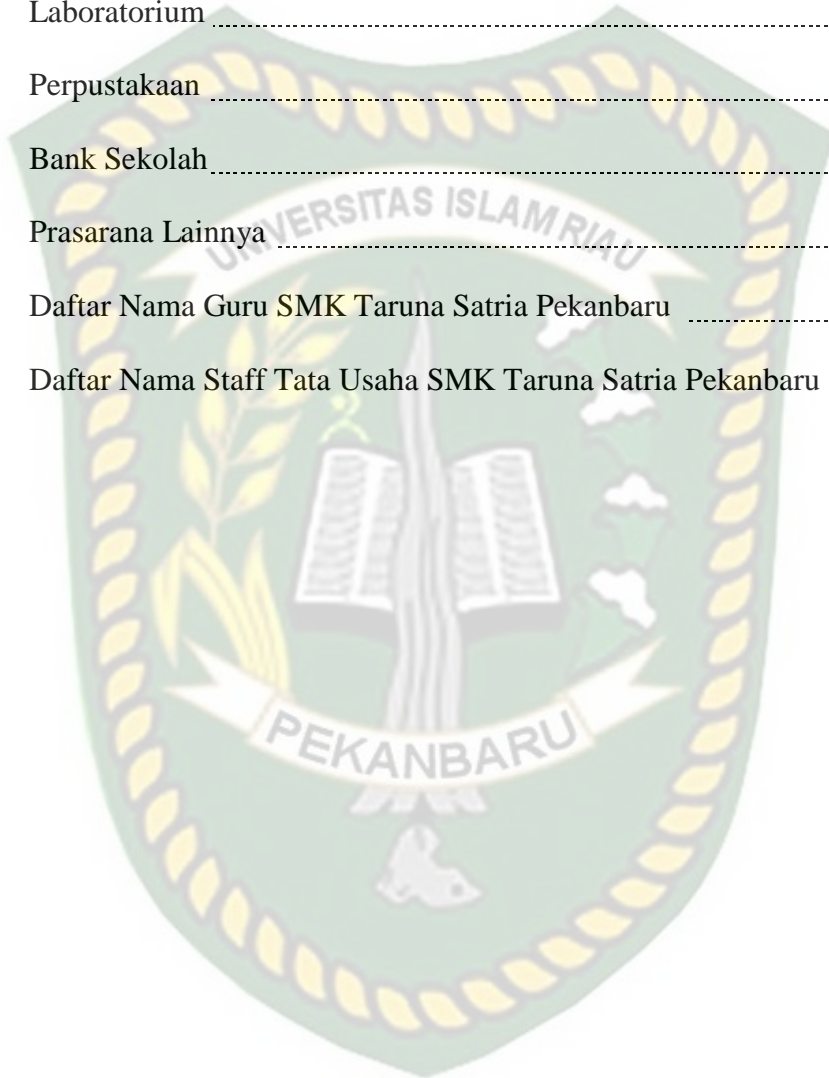 Laboratorium
Perpustakaan
Bank Sekolah
UNIVERSITAS ISLAM RIAU
Prasarana Lainnya
Daftar Nama Guru SMK Taruna Satria Pekanbaru
Daftar Nama Staff Tata Usaha SMK Taruna Satria Pekanbaru
PEKANBARU